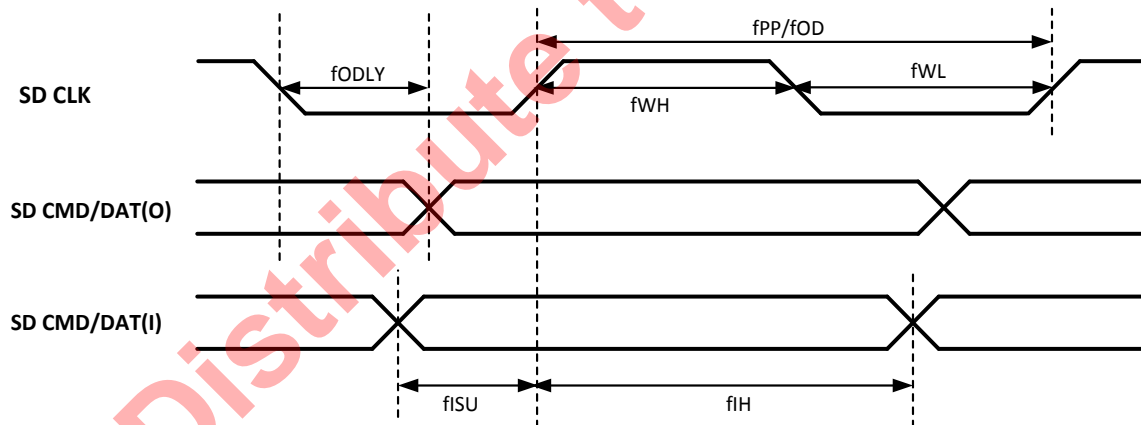 fPP/fOD
fODLY
fWL
SD CLK
fWH
SD CMD/DAT(O)
SD CMD/DAT(I)
fISU
fIH
Distribute t